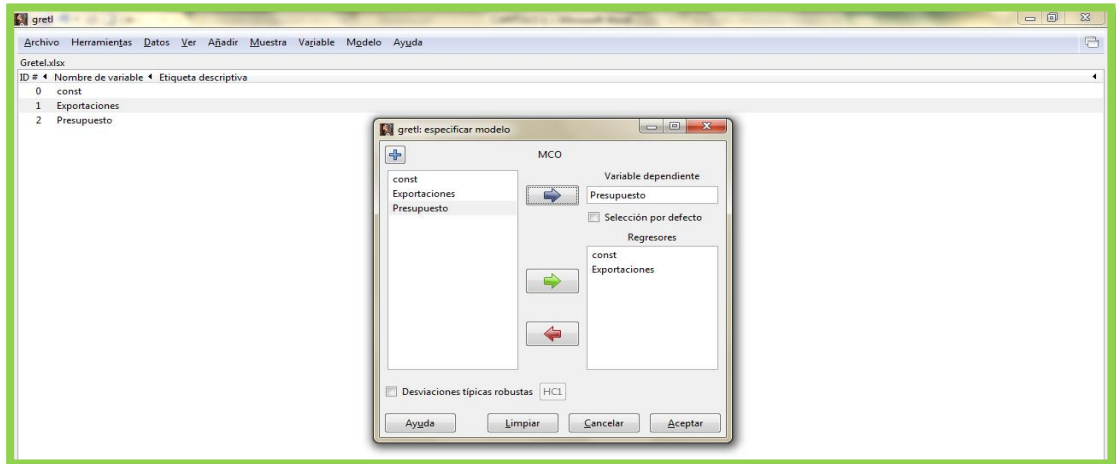 gretl
Archivo Herramientas Datos Ver Añadir Muestra Variable Modelo Ayuda
Gretel.xlsx
ID # Nombre de variable Etiqueta descriptiva
0 const
1 Exportaciones
2 Presupuesto
gretl: especificar modelo
MCO
const
Exportaciones
Presupuesto
Variable dependiente
Presupuesto
Selección por defecto
Regresores
const
Exportaciones
Desviaciones típicas robustas HC1
Ayuda Limpiar Cancelar Aceptar